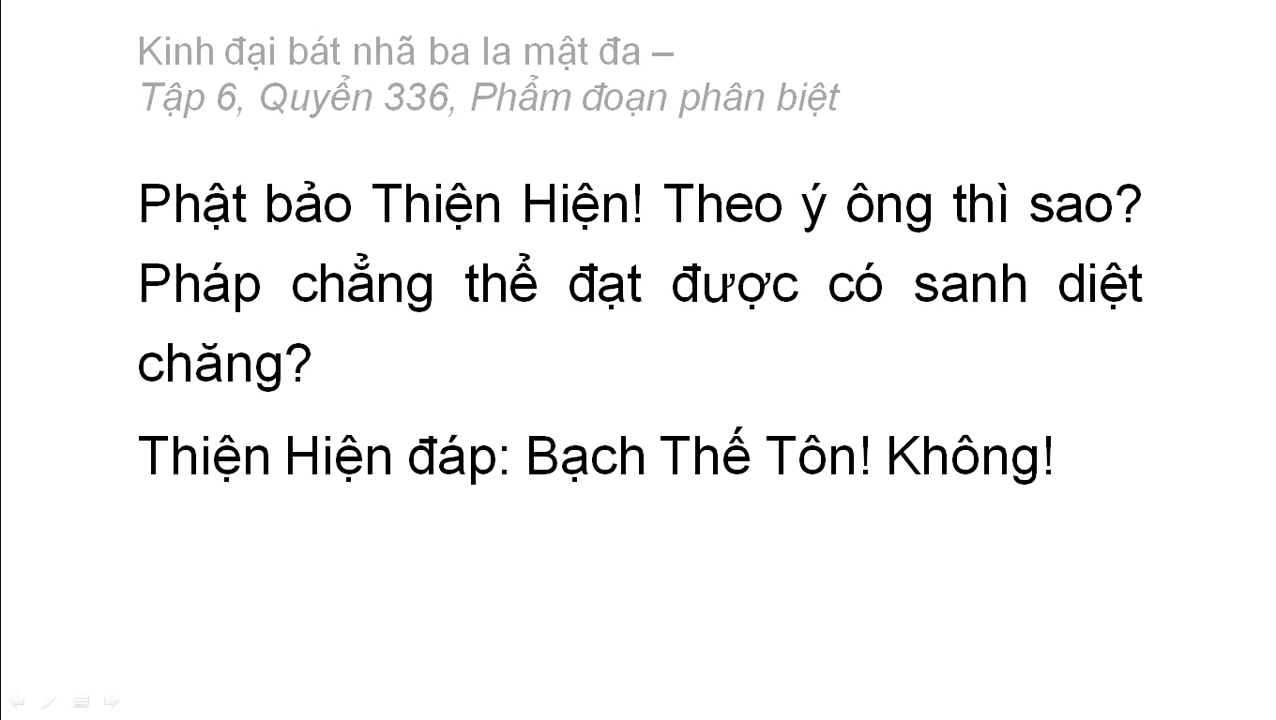 Kinh đại bát nhã ba la mật đa –
Tập 6, Quyển 336, Phẩm đoạn phân biệt
Phật bảo Thiện Hiện! Theo ý ông thì sao?
Pháp chẳng thể đạt được có sanh diệt
chăng?
Thiện Hiện đáp: Bạch Thế Tôn! Không!